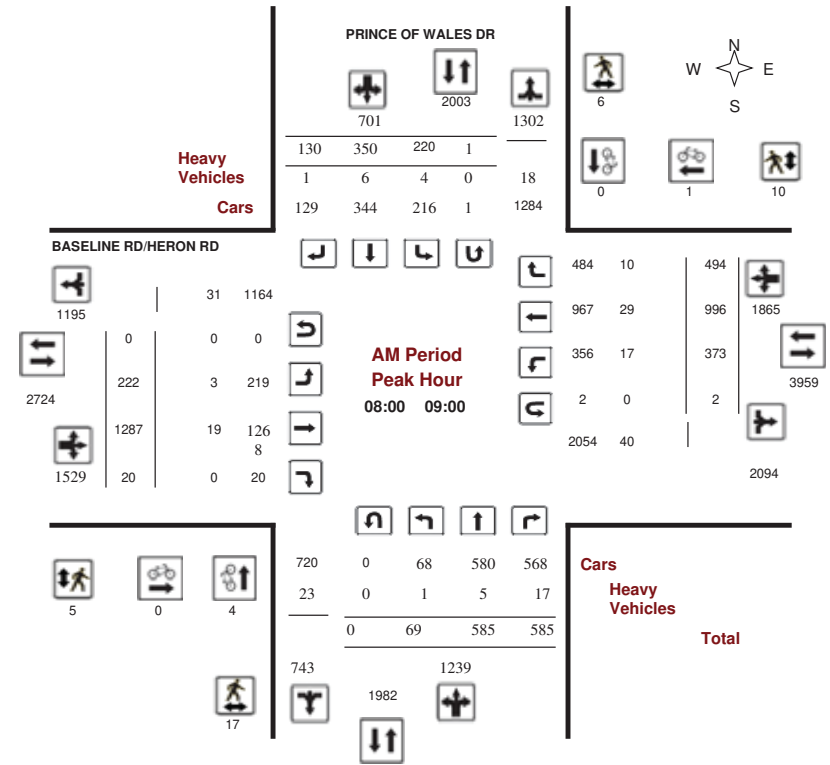 PRINCE OF WALES DR
N
W E
S
2003
6
701 1302
130 350 220 1
Heavy
Vehicles
1 6 4 0 18
0 1 10
Cars 129 344 216 1 1284
BASELINE RD/HERON RD
484 10 494
31 1164
1195
967 29 996 1865
0 0 0
AM Period
356 17 373
Peak Hour
222 3 219
3959
2724
08:00 09:00
2 0 2
1287 19 126
8
2054 40
1529 20 0 20
2094
720 0 68 580 568 Cars
23 0 1 5 17 Heavy
Vehicles
5 0 4
0 69 585 585
Total
743 1239
1982
17